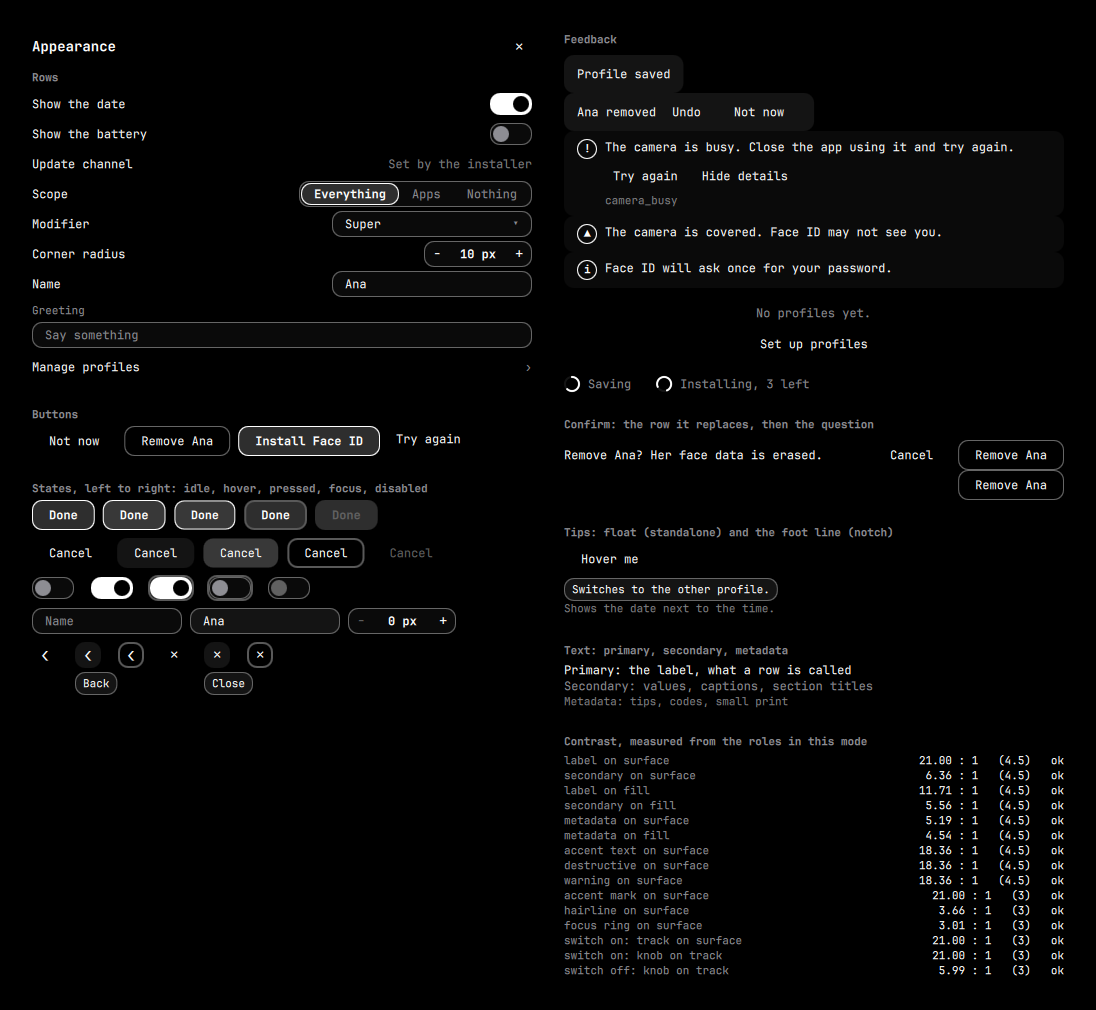 Appearance ×
Rows
Show the date
Show the battery
Update channel Set by the installer
Scope Everything Apps Nothing
Modifier Super
Corner radius - 10 px +
Name Ana
Greeting
Say something
Manage profiles ›
Buttons
Not now Remove Ana Install Face ID Try again
States, left to right: idle, hover, pressed, focus, disabled
Done Done Done Done Done
Cancel Cancel Cancel Cancel Cancel
Name Ana - 0 px +
‹ ‹ ‹ × × ×
Back Close
Feedback
Profile saved
Ana removed Undo Not now
! The camera is busy. Close the app using it and try again.
Try again Hide details
camera_busy
▲ The camera is covered. Face ID may not see you.
i Face ID will ask once for your password.
No profiles yet.
Set up profiles
Saving Installing, 3 left
Confirm: the row it replaces, then the question
Remove Ana? Her face data is erased. Cancel Remove Ana
Remove Ana
Tips: float (standalone) and the foot line (notch)
Hover me
Switches to the other profile.
Shows the date next to the time.
Text: primary, secondary, metadata
Primary: the label, what a row is called
Secondary: values, captions, section titles
Metadata: tips, codes, small print
Contrast, measured from the roles in this mode
label on surface 21.00 : 1 (4.5) ok
secondary on surface 6.36 : 1 (4.5) ok
label on fill 11.71 : 1 (4.5) ok
secondary on fill 5.56 : 1 (4.5) ok
metadata on surface 5.19 : 1 (4.5) ok
metadata on fill 4.54 : 1 (4.5) ok
accent text on surface 18.36 : 1 (4.5) ok
destructive on surface 18.36 : 1 (4.5) ok
warning on surface 18.36 : 1 (4.5) ok
accent mark on surface 21.00 : 1 (3) ok
hairline on surface 3.66 : 1 (3) ok
focus ring on surface 3.01 : 1 (3) ok
switch on: track on surface 21.00 : 1 (3) ok
switch on: knob on track 21.00 : 1 (3) ok
switch off: knob on track 5.99 : 1 (3) ok